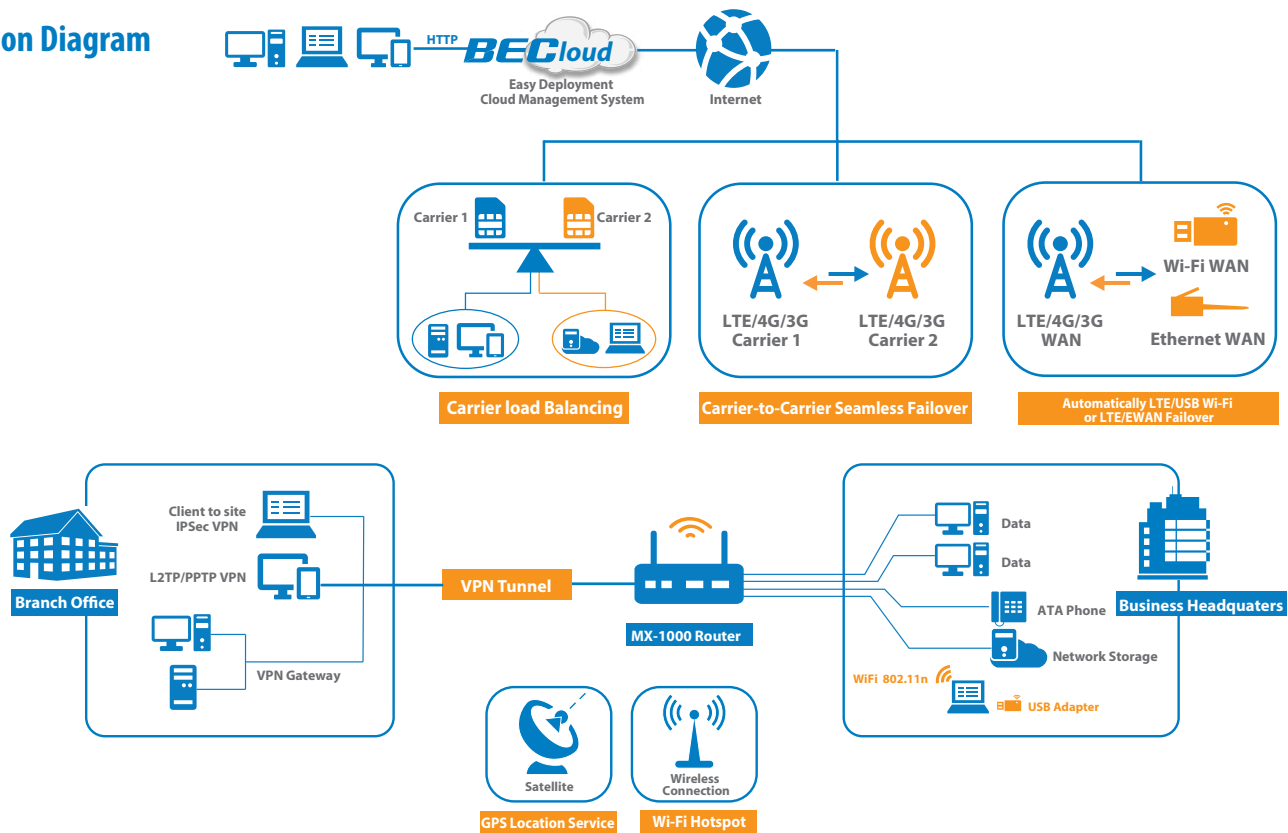 on Diagram
HTTP
BECloud
Easy Deployment
Cloud Management System
Internet
Carrier 1
Carrier 2
Carrier load Balancing
LTE/4G/3G
Carrier 1
LTE/4G/3G
Carrier 2
Carrier-to-Carrier Seamless Failover
LTE/4G/3G
WAN
Wi-Fi WAN
Ethernet WAN
Automatically LTE/USB Wi-Fi
or LTE/EWAN Failover
Branch Office
Client to site
IPSec VPN
L2TP/PPTP VPN
VPN Gateway
VPN Tunnel
MX-1000 Router
Data
Data
ATA Phone
Network Storage
WiFi 802.11n
USB Adapter
Business Headquaters
Satellite
GPS Location Service
Wireless
Connection
Wi-Fi Hotspot